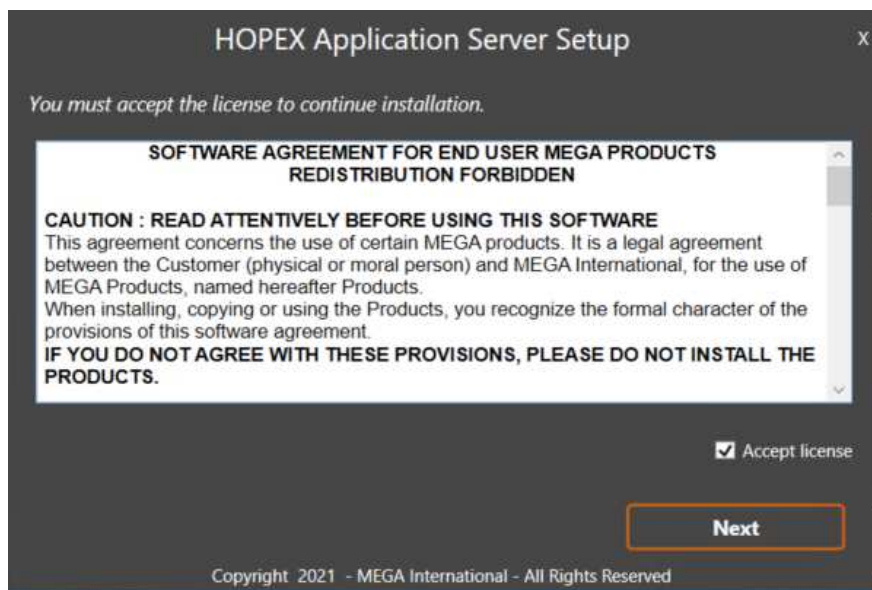 HOPEX Application Server Setup
X
You must accept the license to continue installation.
SOFTWARE AGREEMENT FOR END USER MEGA PRODUCTS
REDISTRIBUTION FORBIDDEN
CAUTION : READ ATTENTIVELY BEFORE USING THIS SOFTWARE
This agreement concerns the use of certain MEGA products. It is a legal agreement
between the Customer (physical or moral person) and MEGA International, for the use of
MEGA Products, named hereafter Products.
When installing, copying or using the Products, you recognize the formal character of the
provisions of this software agreement.
IF YOU DO NOT AGREE WITH THESE PROVISIONS, PLEASE DO NOT INSTALL THE
PRODUCTS.
Accept license
Next
Copyright 2021 - MEGA International - All Rights Reserved